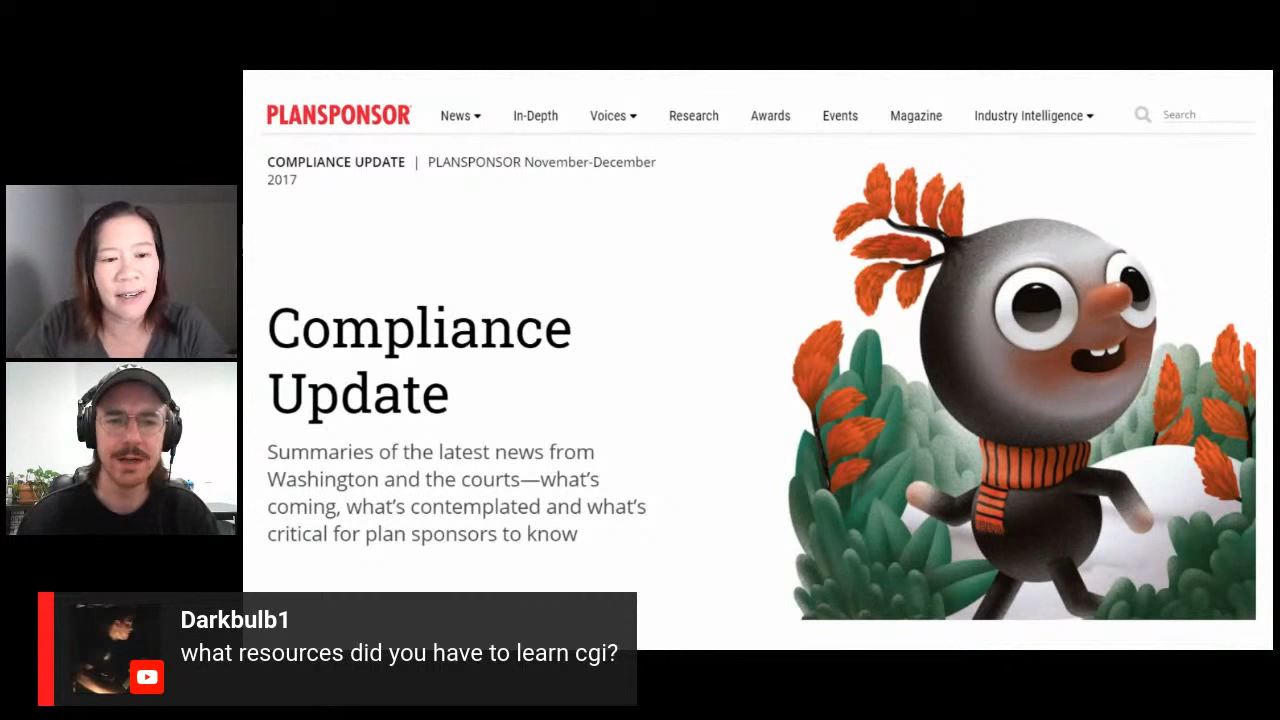 PLANSPONSOR
News
In-Depth
Voices
Research
Awards
Events
Magazine
Industry Intelligence
Search
COMPLIANCE UPDATE | PLANSPONSOR November-December
2017
Compliance
Update
Summaries of the latest news from
Washington and the courts—what's
coming, what's contemplated and what's
critical for plan sponsors to know
Darkbulb1
what resources did you have to learn cgi?